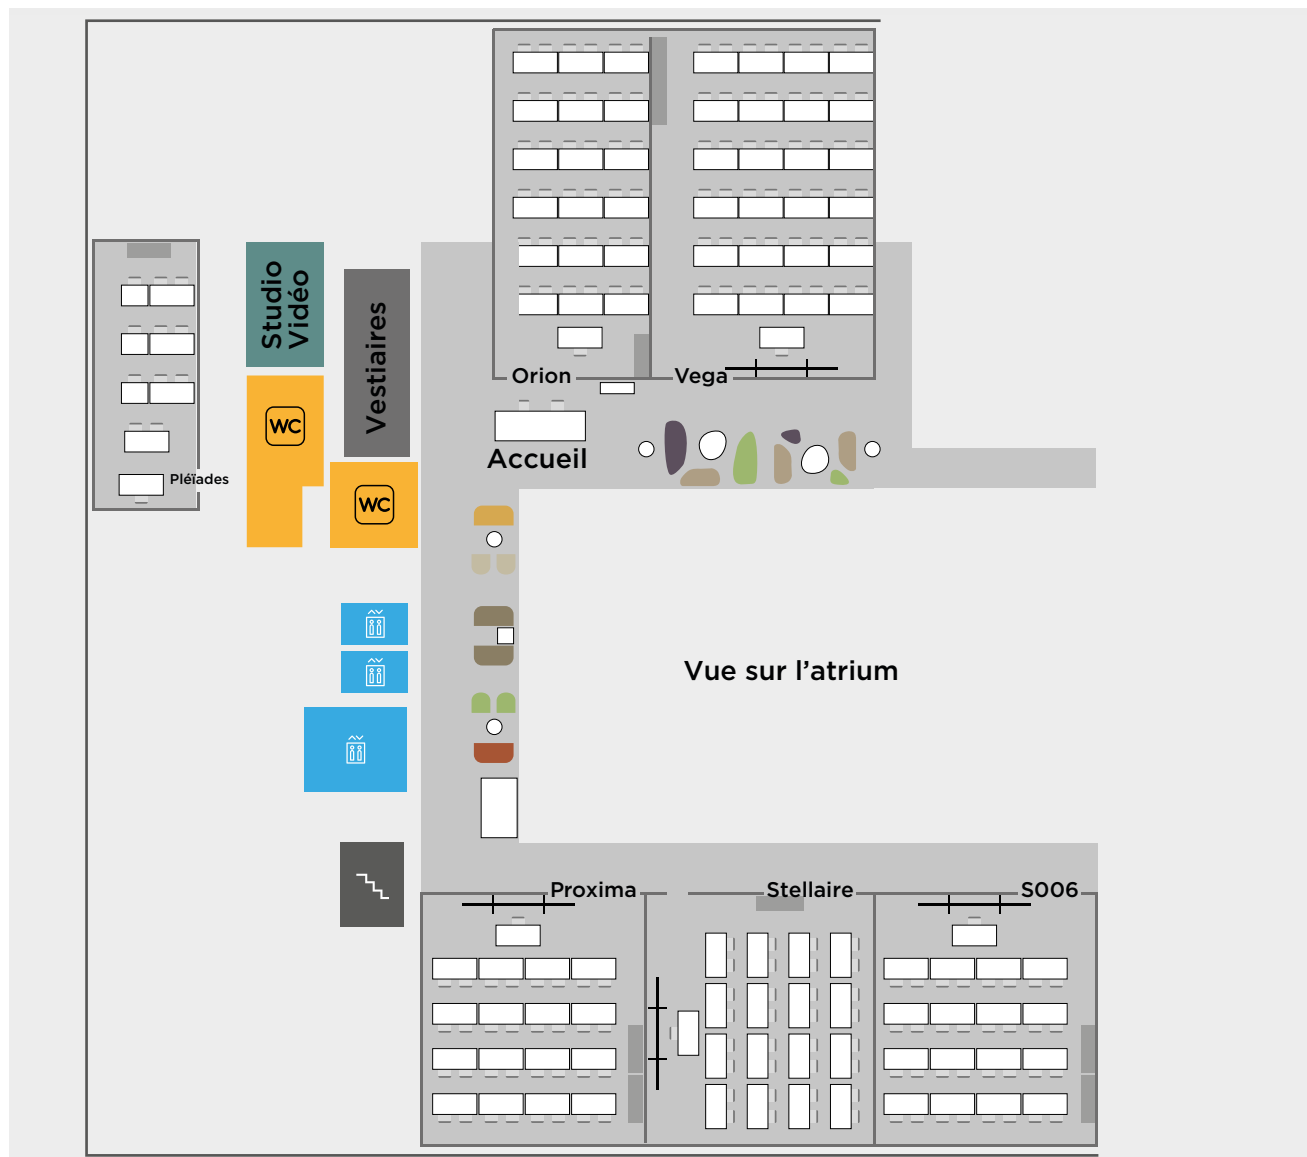 Orion
Vega
Studio
Vidéo
Vestiaires
WC
Accueil
Pléïades
WC
Vue sur l’atrium
Proxima
Stellaire
S006